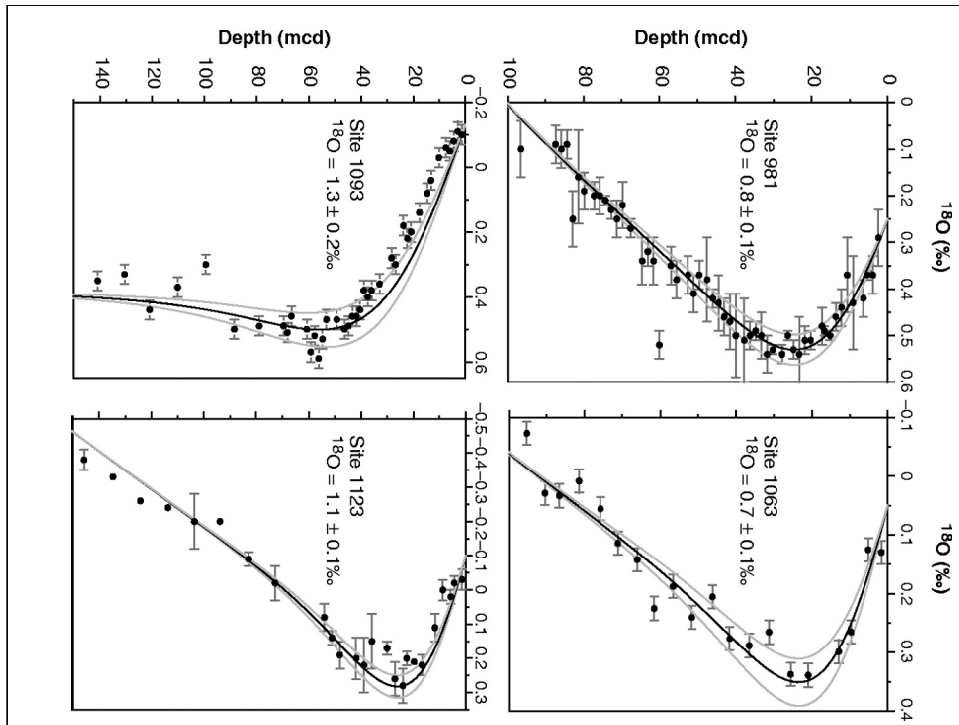 ¹⁸O (‰)
0 0.1 0.2 0.3 0.4 0.5 0.6
Depth (mcd)
0
20
40
60
80
100
Site 981
¹⁸O = 0.8 ± 0.1‰
¹⁸O (‰)
−0.1 0 0.1 0.2 0.3 0.4
Site 1063
¹⁸O = 0.7 ± 0.1‰
−0.2 0 0.2 0.4 0.6
Depth (mcd)
0
20
40
60
80
100
120
140
Site 1093
¹⁸O = 1.3 ± 0.2‰
−0.5 −0.4 −0.3 −0.2 −0.1 0 0.1 0.2 0.3
Site 1123
¹⁸O = 1.1 ± 0.1‰